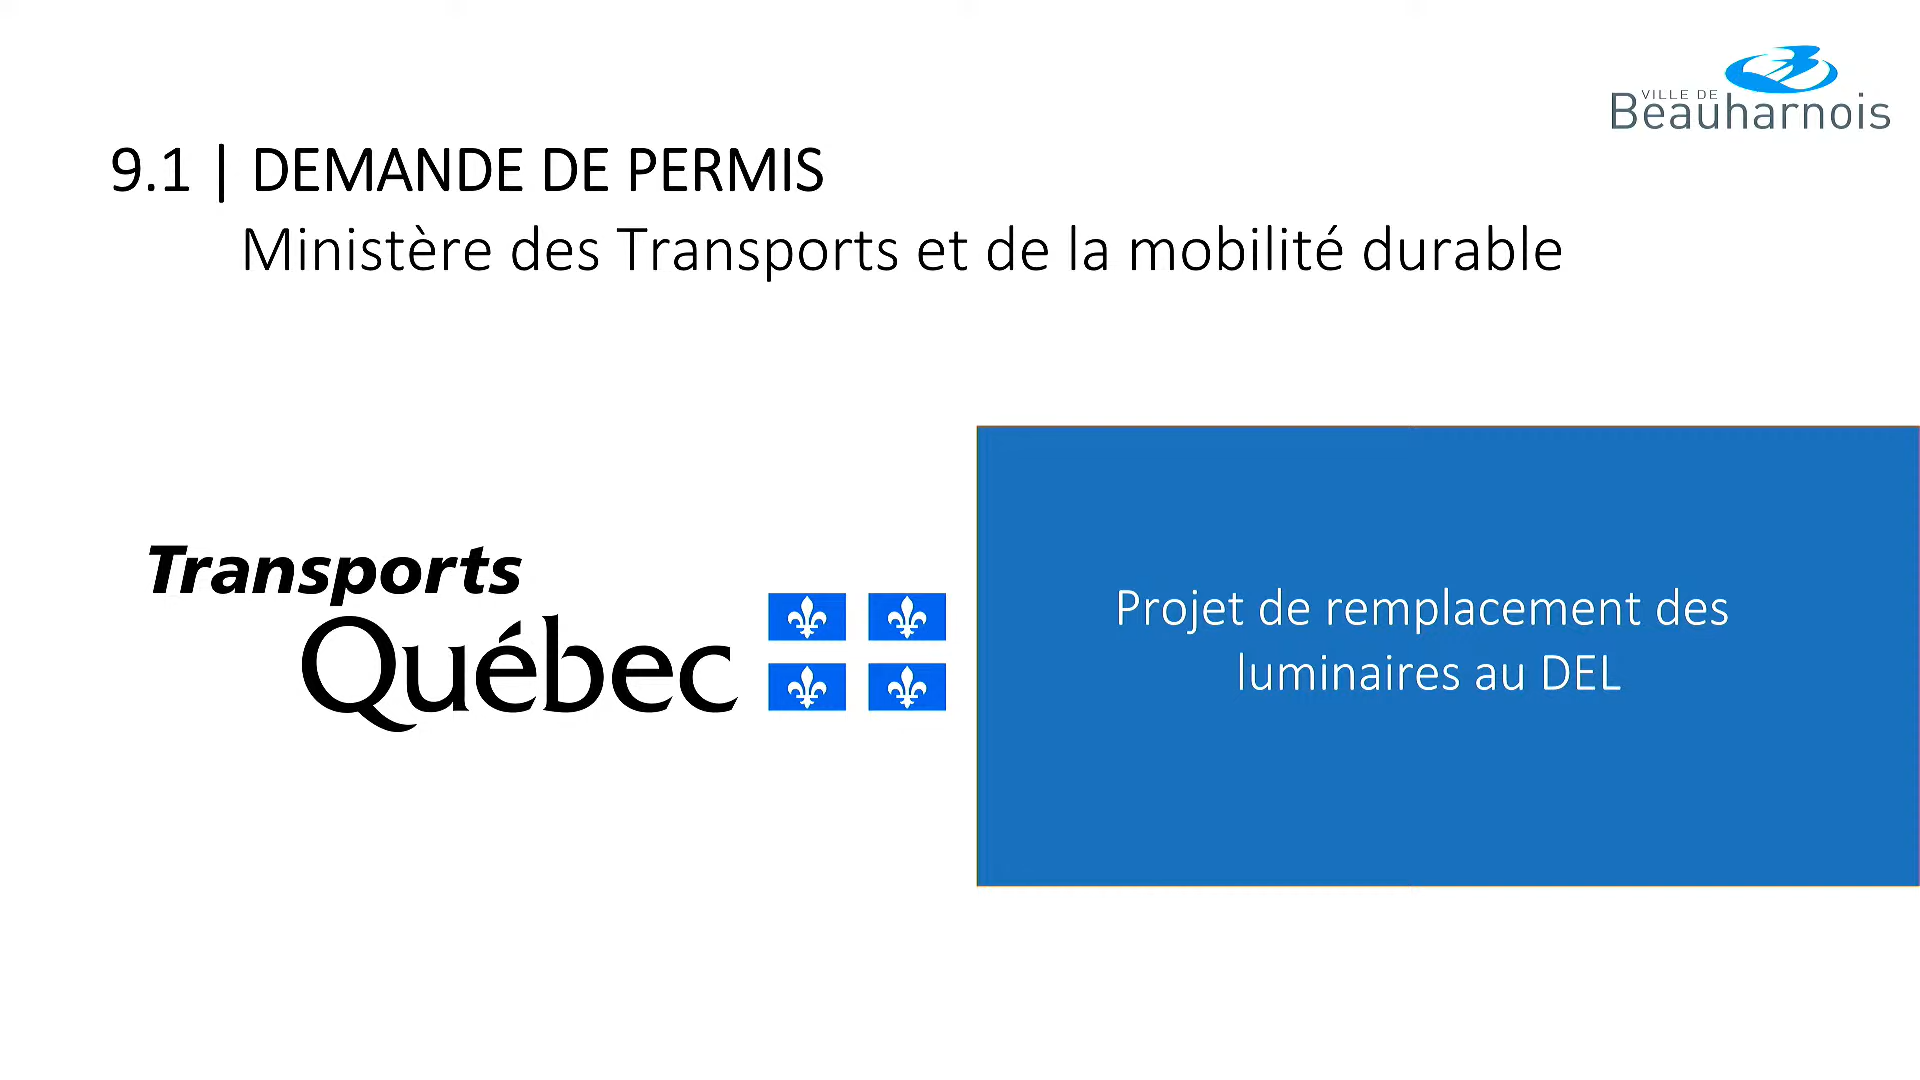 VILLE DE
Beauharnois
9.1 | DEMANDE DE PERMIS
Ministère des Transports et de la mobilité durable
Transports
Québec
Projet de remplacement des
luminaires au DEL